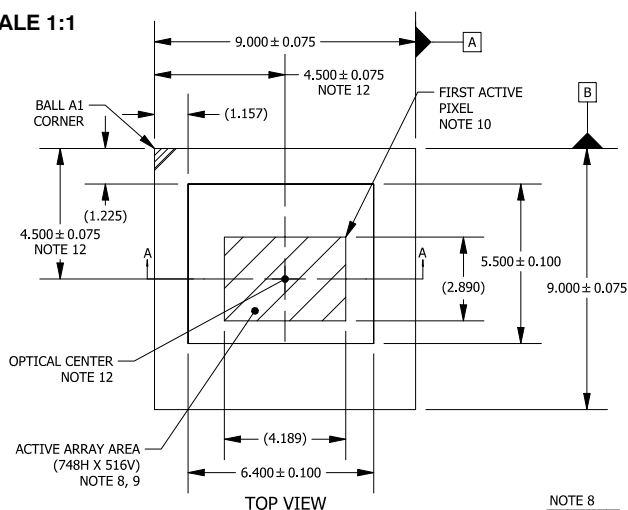 ALE 1:1
9.000 ± 0.075
A
4.500 ± 0.075
NOTE 12
BALL A1
CORNER
(1.157)
FIRST ACTIVE
PIXEL
NOTE 10
B
(1.225)
4.500 ± 0.075
NOTE 12
A
A
(2.890)
5.500 ± 0.100
9.000 ± 0.075
OPTICAL CENTER
NOTE 12
ACTIVE ARRAY AREA
(748H X 516V)
NOTE 8, 9
(4.189)
6.400 ± 0.100
TOP VIEW
NOTE 8